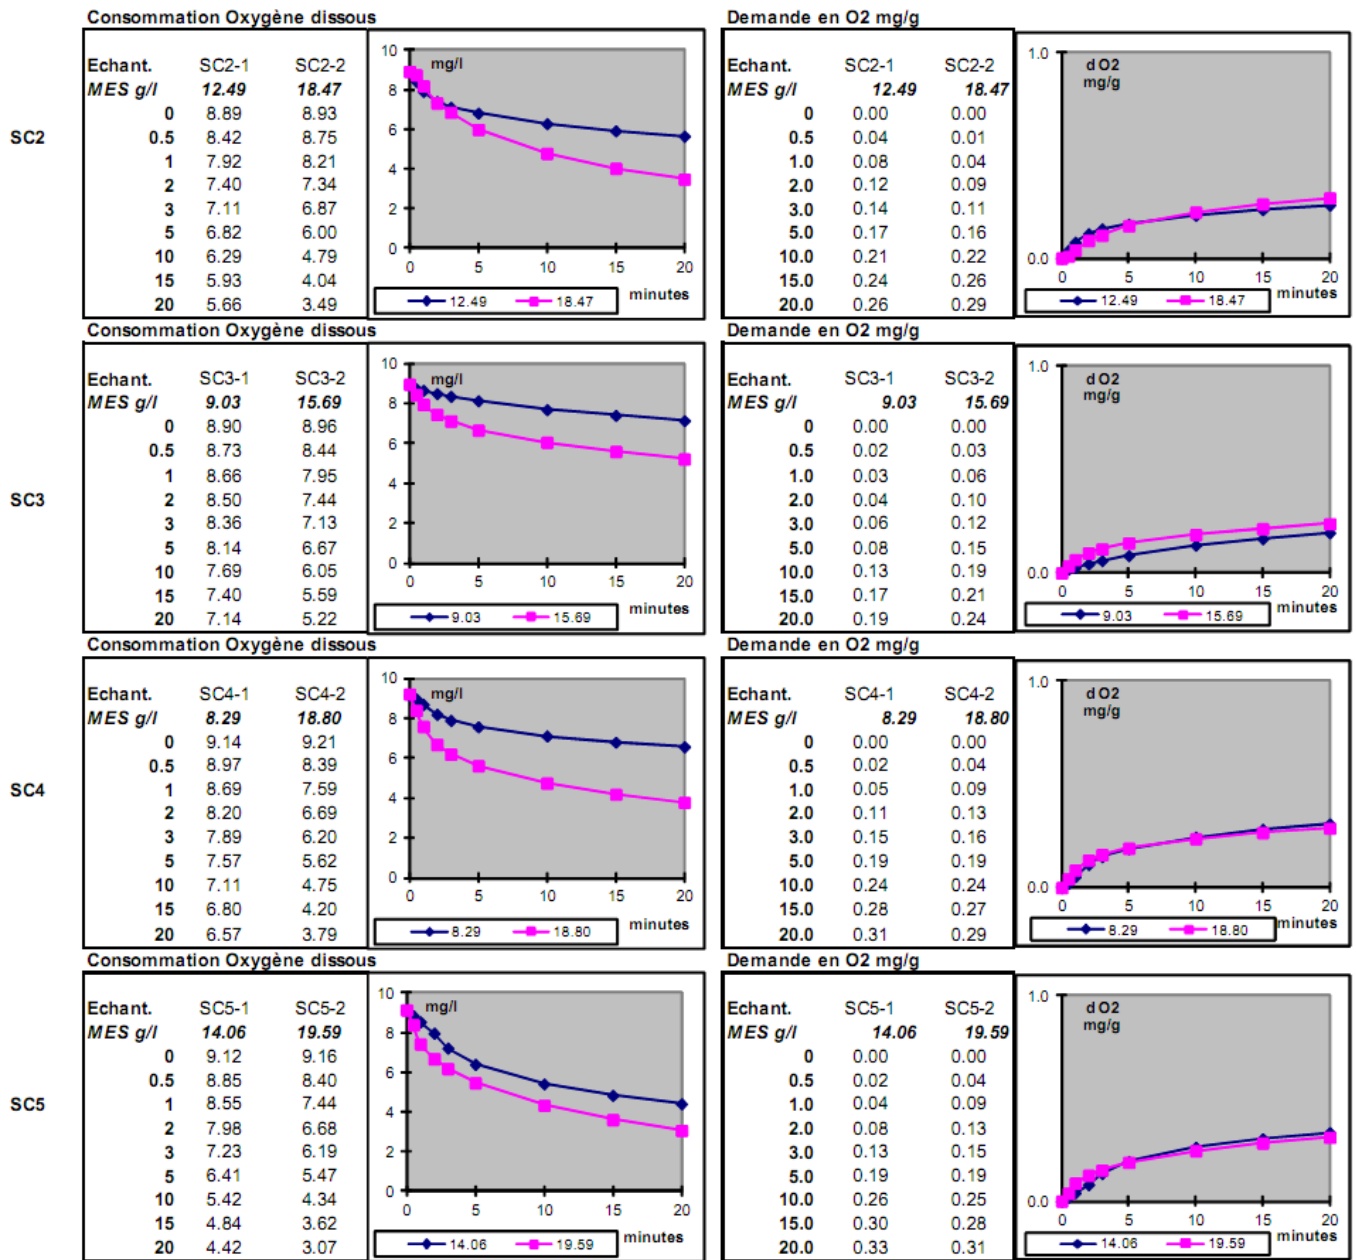 Consommation Oxygène dissous Demande en O2 mg/g
SC2
Echant. SC2-1 SC2-2
MES g/l 12.49 18.47
0 8.89 8.93
0.5 8.42 8.75
1 7.92 8.21
2 7.40 7.34
3 7.11 6.87
5 6.82 6.00
10 6.29 4.79
15 5.93 4.04
20 5.66 3.49
mg/l
10
8
6
4
2
0
0 5 10 15 20
minutes
12.49 18.47
Echant. SC2-1 SC2-2
MES g/l 12.49 18.47
0 0.00 0.00
0.5 0.04 0.01
1.0 0.08 0.04
2.0 0.12 0.09
3.0 0.14 0.11
5.0 0.17 0.16
10.0 0.21 0.22
15.0 0.24 0.26
20.0 0.26 0.29
1.0
d O2
mg/g
0.0
0 5 10 15 20
12.49 18.47
minutes
Consommation Oxygène dissous Demande en O2 mg/g
SC3
Echant. SC3-1 SC3-2
MES g/l 9.03 15.69
0 8.90 8.96
0.5 8.73 8.44
1 8.66 7.95
2 8.50 7.44
3 8.36 7.13
5 8.14 6.67
10 7.69 6.05
15 7.40 5.59
20 7.14 5.22
mg/l
10
8
6
4
2
0
0 5 10 15 20
minutes
9.03 15.69
Echant. SC3-1 SC3-2
MES g/l 9.03 15.69
0 0.00 0.00
0.5 0.02 0.03
1.0 0.03 0.06
2.0 0.04 0.10
3.0 0.06 0.12
5.0 0.08 0.15
10.0 0.13 0.19
15.0 0.17 0.21
20.0 0.19 0.24
1.0
d O2
mg/g
0.0
0 5 10 15 20
minutes
9.03 15.69
Consommation Oxygène dissous Demande en O2 mg/g
SC4
Echant. SC4-1 SC4-2
MES g/l 8.29 18.80
0 9.14 9.21
0.5 8.97 8.39
1 8.69 7.59
2 8.20 6.69
3 7.89 6.20
5 7.57 5.62
10 7.11 4.75
15 6.80 4.20
20 6.57 3.79
mg/l
10
8
6
4
2
0
0 5 10 15 20
minutes
8.29 18.80
Echant. SC4-1 SC4-2
MES g/l 8.29 18.80
0 0.00 0.00
0.5 0.02 0.04
1.0 0.05 0.09
2.0 0.11 0.13
3.0 0.15 0.16
5.0 0.19 0.19
10.0 0.24 0.24
15.0 0.28 0.27
20.0 0.31 0.29
1.0
d O2
mg/g
0.0
0 5 10 15 20
minutes
8.29 18.80
Consommation Oxygène dissous Demande en O2 mg/g
SC5
Echant. SC5-1 SC5-2
MES g/l 14.06 19.59
0 9.12 9.16
0.5 8.85 8.40
1 8.55 7.44
2 7.98 6.68
3 7.23 6.19
5 6.41 5.47
10 5.42 4.34
15 4.84 3.62
20 4.42 3.07
mg/l
10
8
6
4
2
0
0 5 10 15 20
minutes
14.06 19.59
Echant. SC5-1 SC5-2
MES g/l 14.06 19.59
0 0.00 0.00
0.5 0.02 0.04
1.0 0.04 0.09
2.0 0.08 0.13
3.0 0.13 0.15
5.0 0.19 0.19
10.0 0.26 0.25
15.0 0.30 0.28
20.0 0.33 0.31
1.0
d O2
mg/g
0.0
0 5 10 15 20
minutes
14.06 19.59